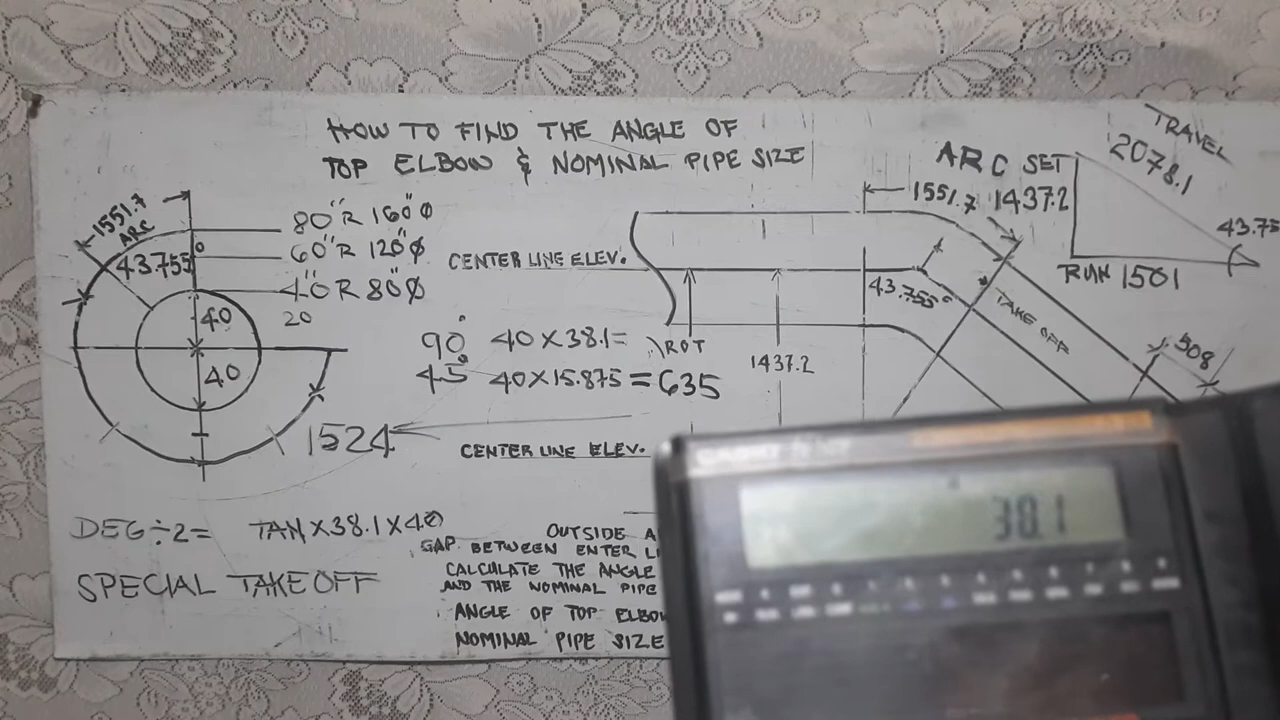 HOW TO FIND THE ANGLE OF
TOP ELBOW & NOMINAL PIPE SIZE
TRAVEL
2078.1
ARC SET
1551.7 1437.2
43.75
RUN 1501
1551.7
ARC
43.755°
80"R 160"Ø
60"R 120"Ø
40"R 80"Ø
20
40
40
CENTER LINE ELEV.
43.755°
TAKE OFF
508
90° 40×38.1=
45° 40×15.875=635
1437.2
1524
CENTER LINE ELEV.
DEG÷2= TAN×38.1×40
SPECIAL TAKE OFF
OUTSIDE A
GAP BETWEEN ENTER LI
CALCULATE THE ANGLE
AND THE NOMINAL PIPE
ANGLE OF TOP ELBOW
NOMINAL PIPE SIZE
38.1